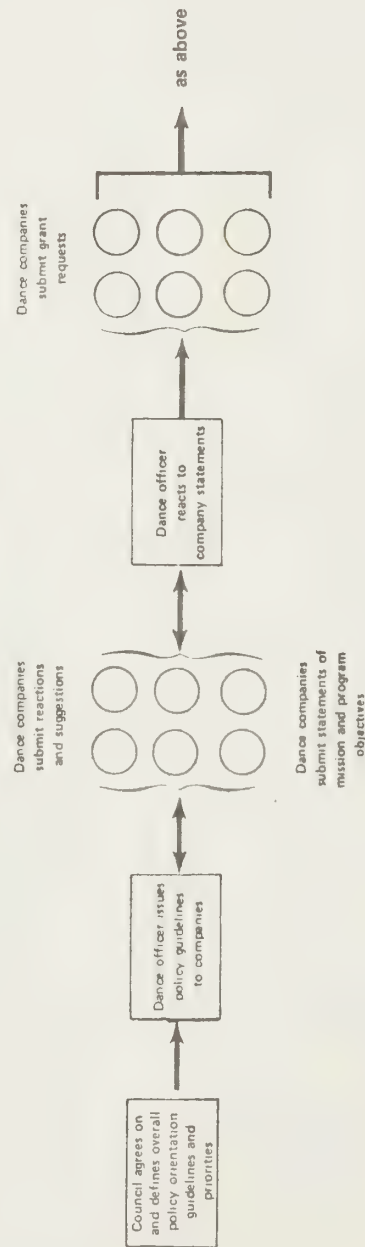 Council agrees on
and defines overall
policy orientation
guidelines and
priorities
Dance officer issues
policy guidelines
to companies
Dance companies
submit reactions
and suggestions
Dance companies
submit statements of
mission and program
objectives
Dance officer
reacts to
company statements
Dance companies
submit grant
requests
as above